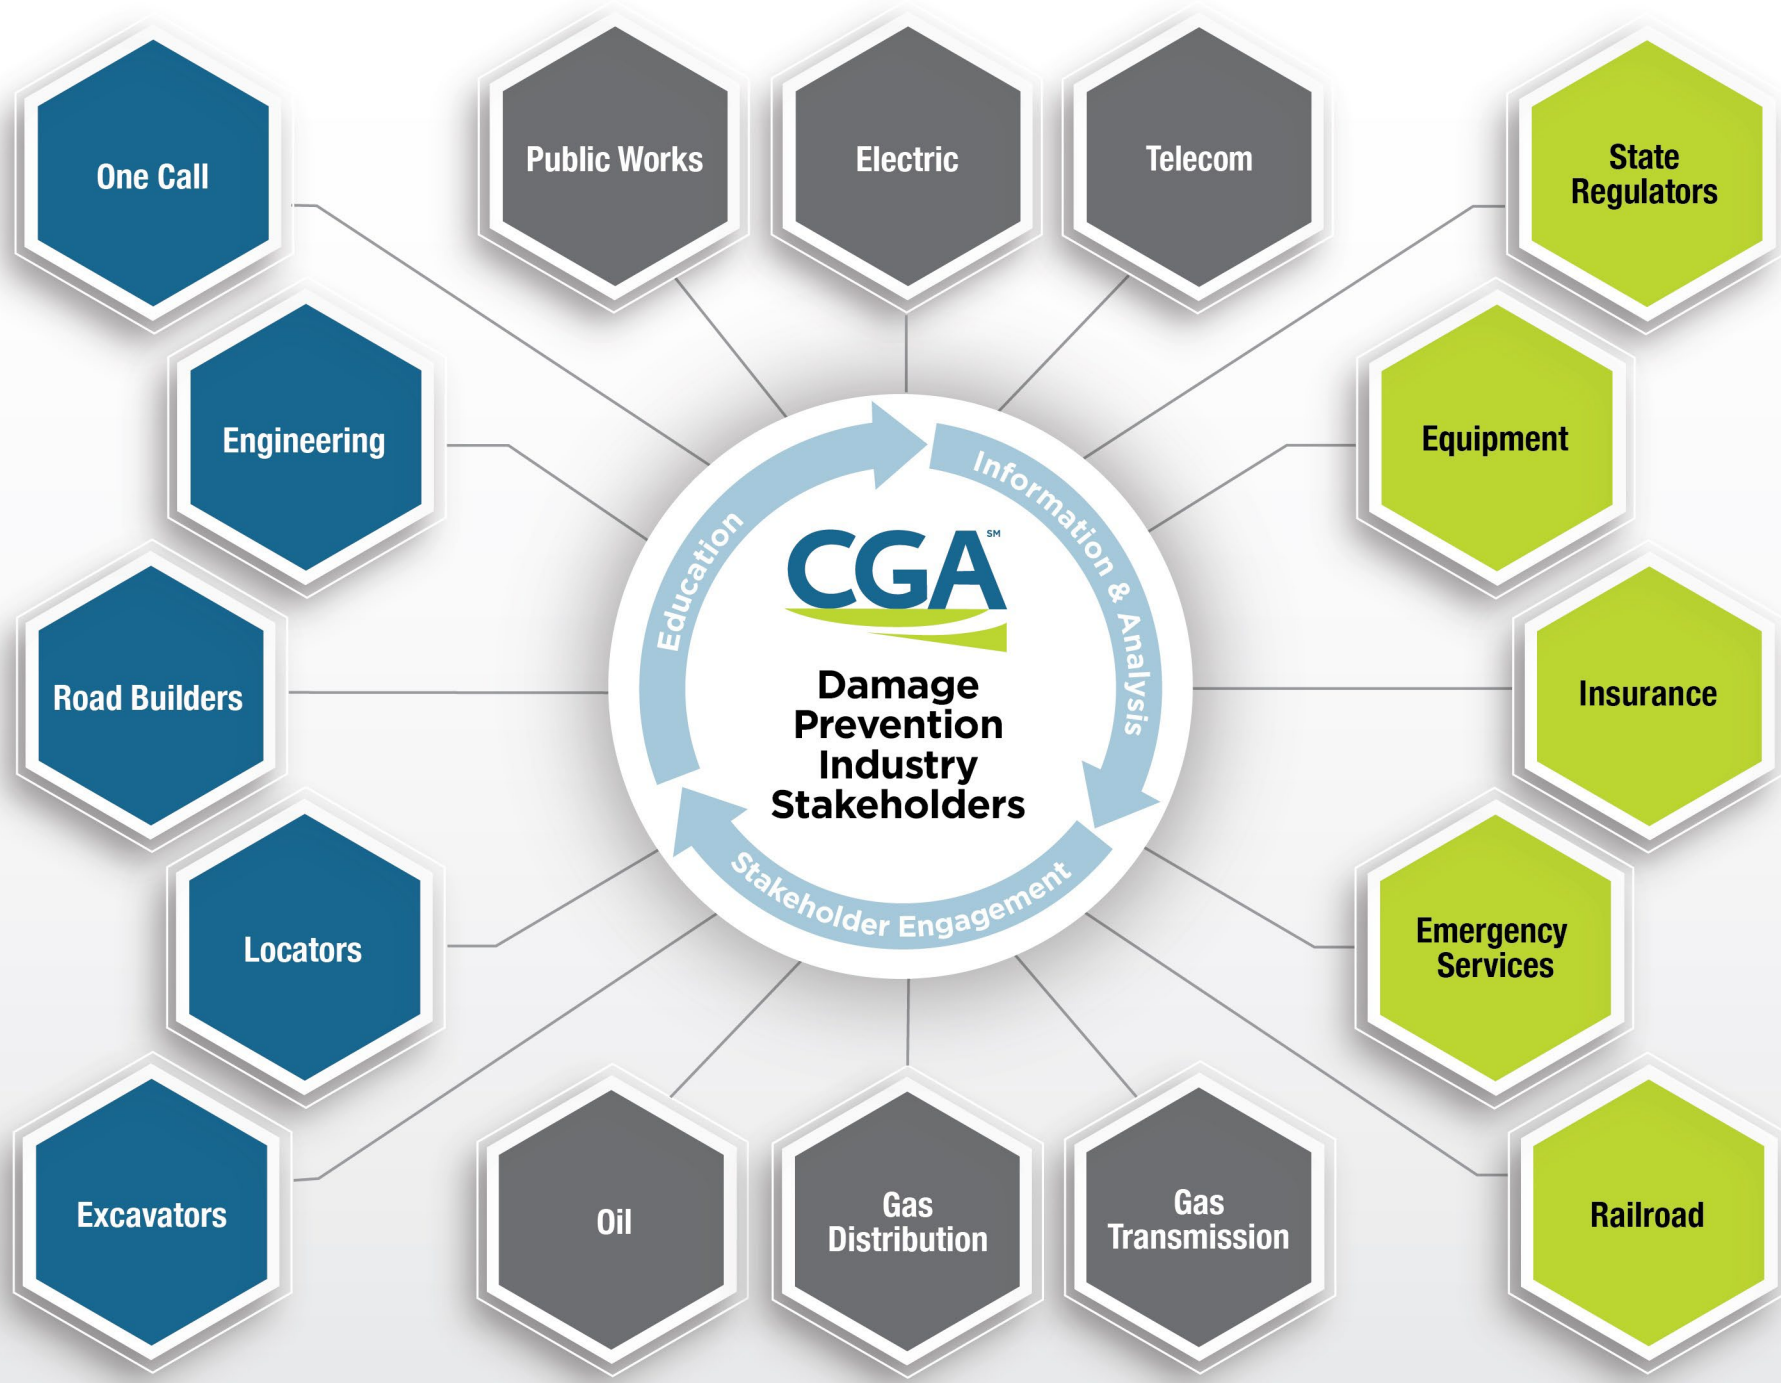 One Call
Public Works
Electric
Telecom
State
Regulators
Engineering
Equipment
Education
Information & Analysis
Stakeholder Engagement
CGA SM
Damage
Prevention
Industry
Stakeholders
Road Builders
Insurance
Locators
Emergency
Services
Excavators
Oil
Gas
Distribution
Gas
Transmission
Railroad